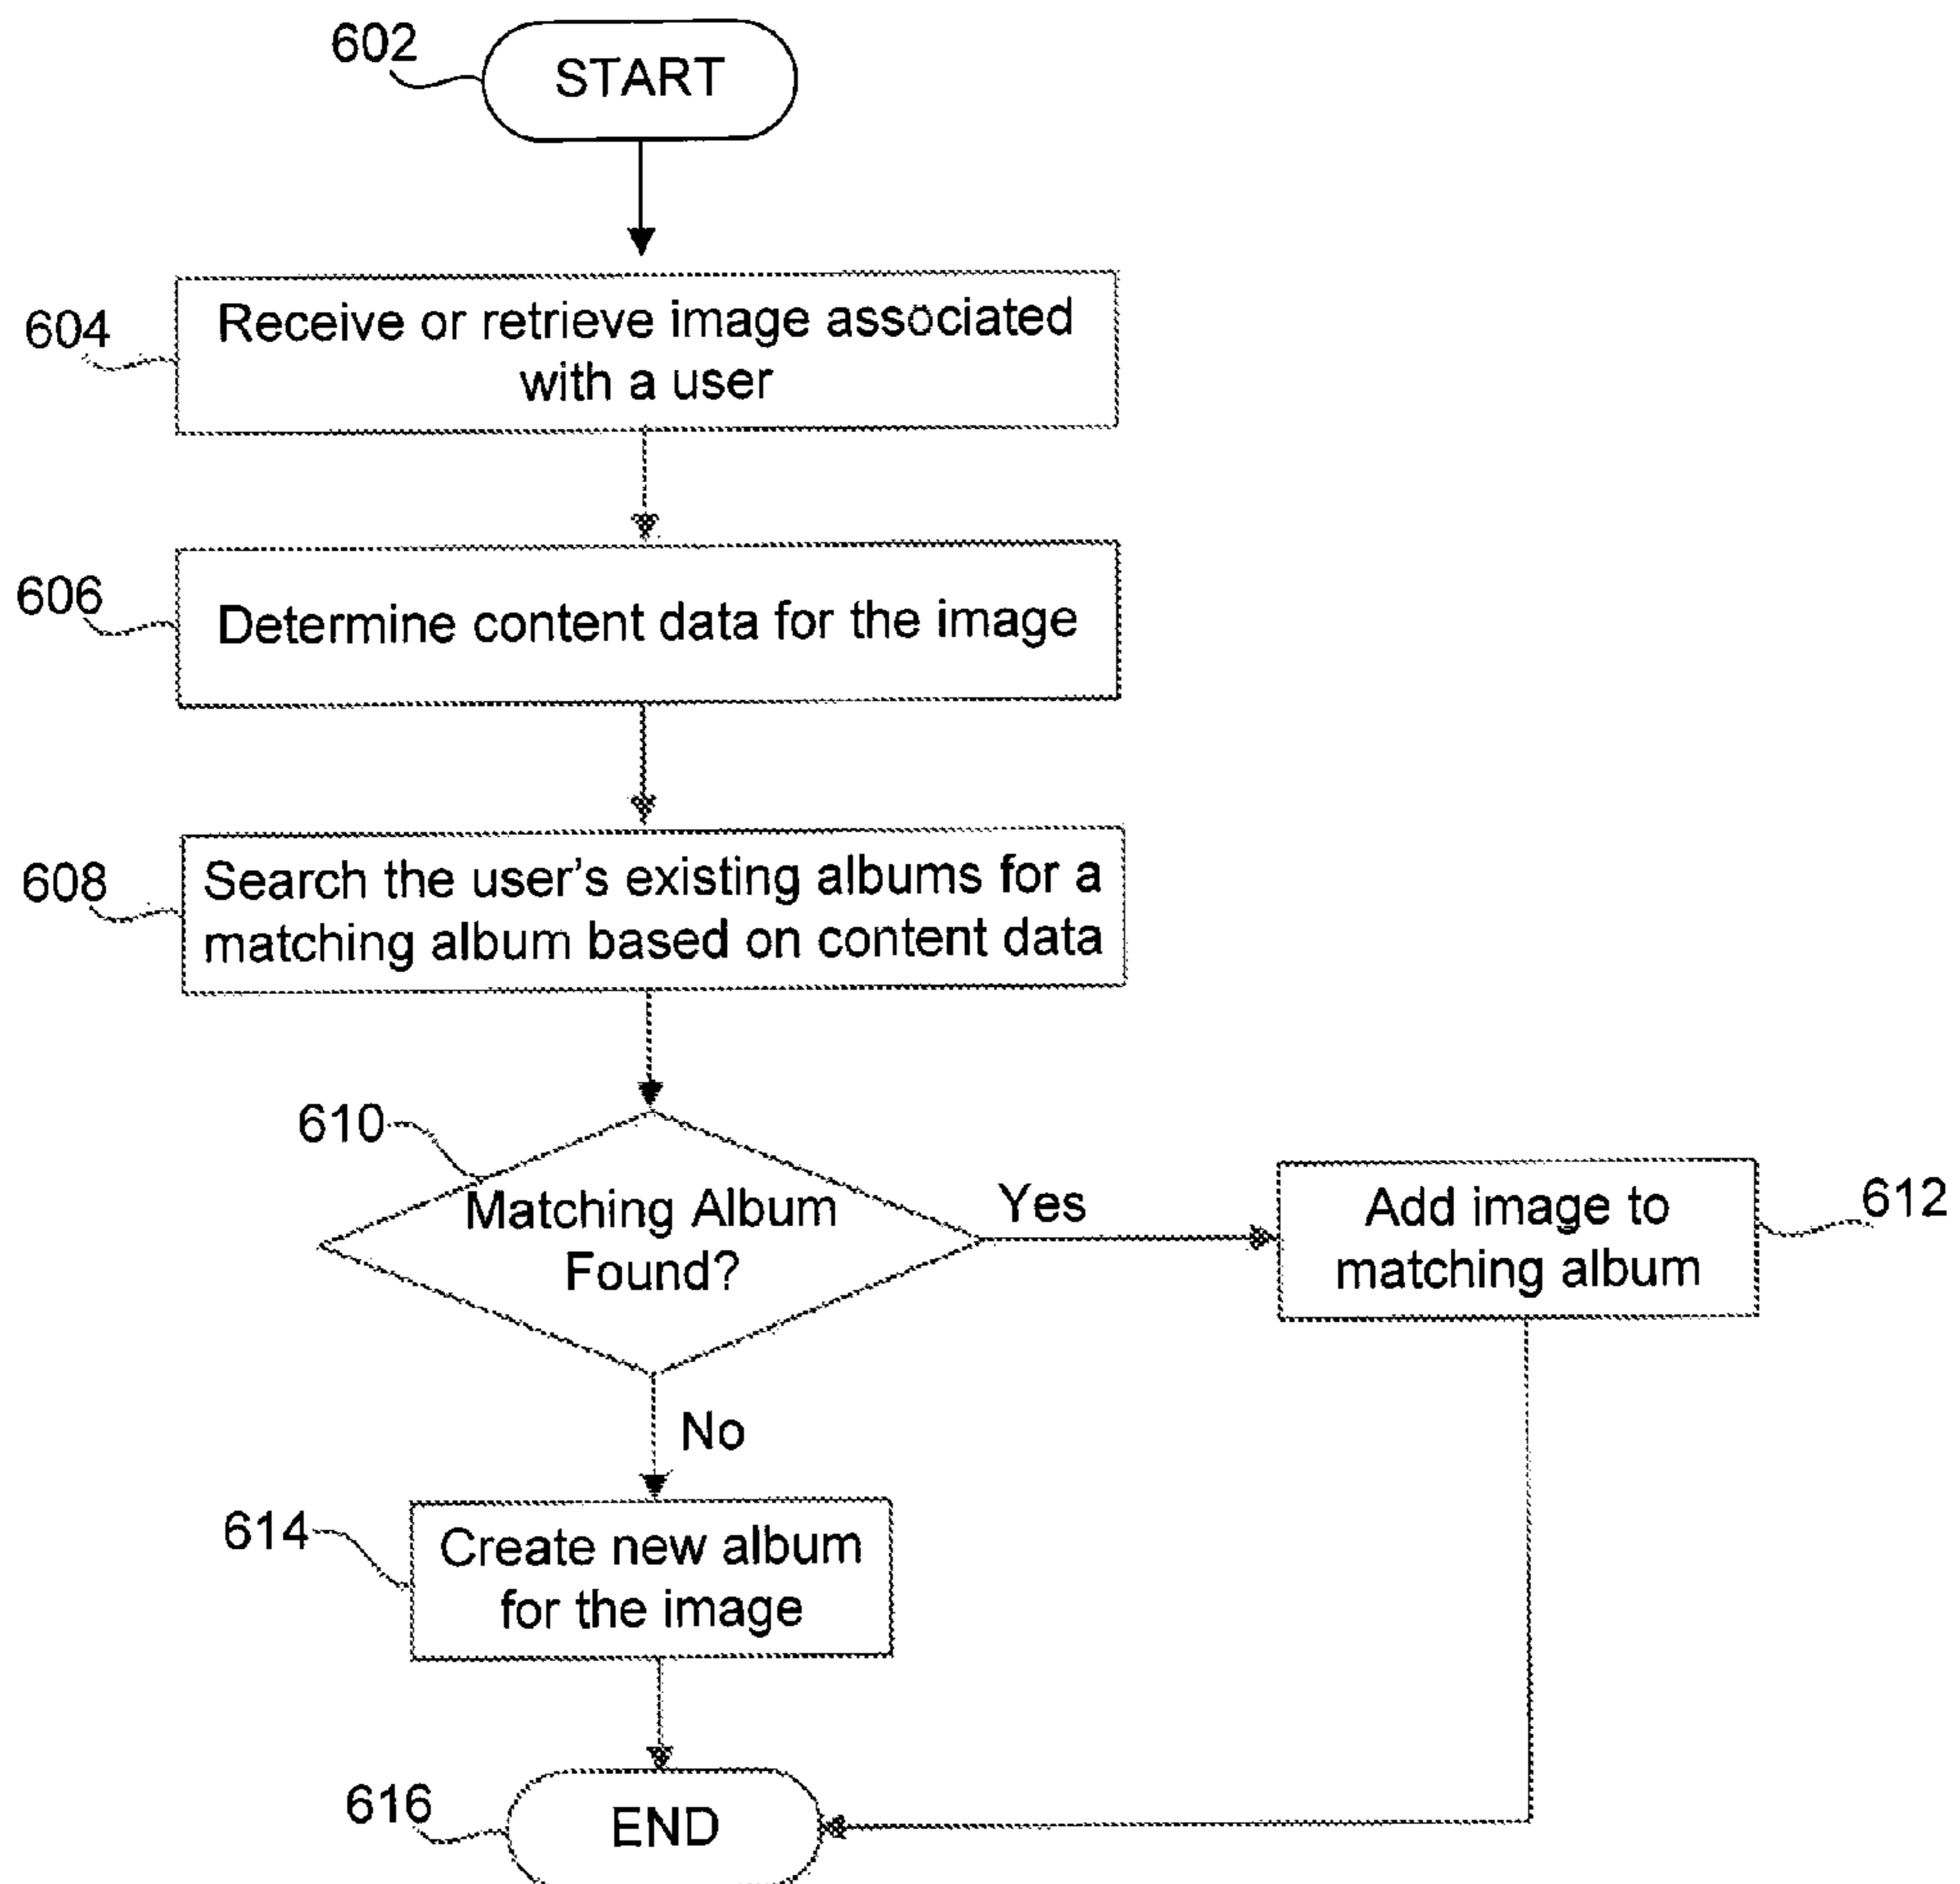 602
START
604
Receive or retrieve image associated
with a user
606
Determine content data for the image
608
Search the user's existing albums for a
matching album based on content data
610
Matching Album
Found?
Yes
Add image to
matching album
612
No
614
Create new album
for the image
616
END